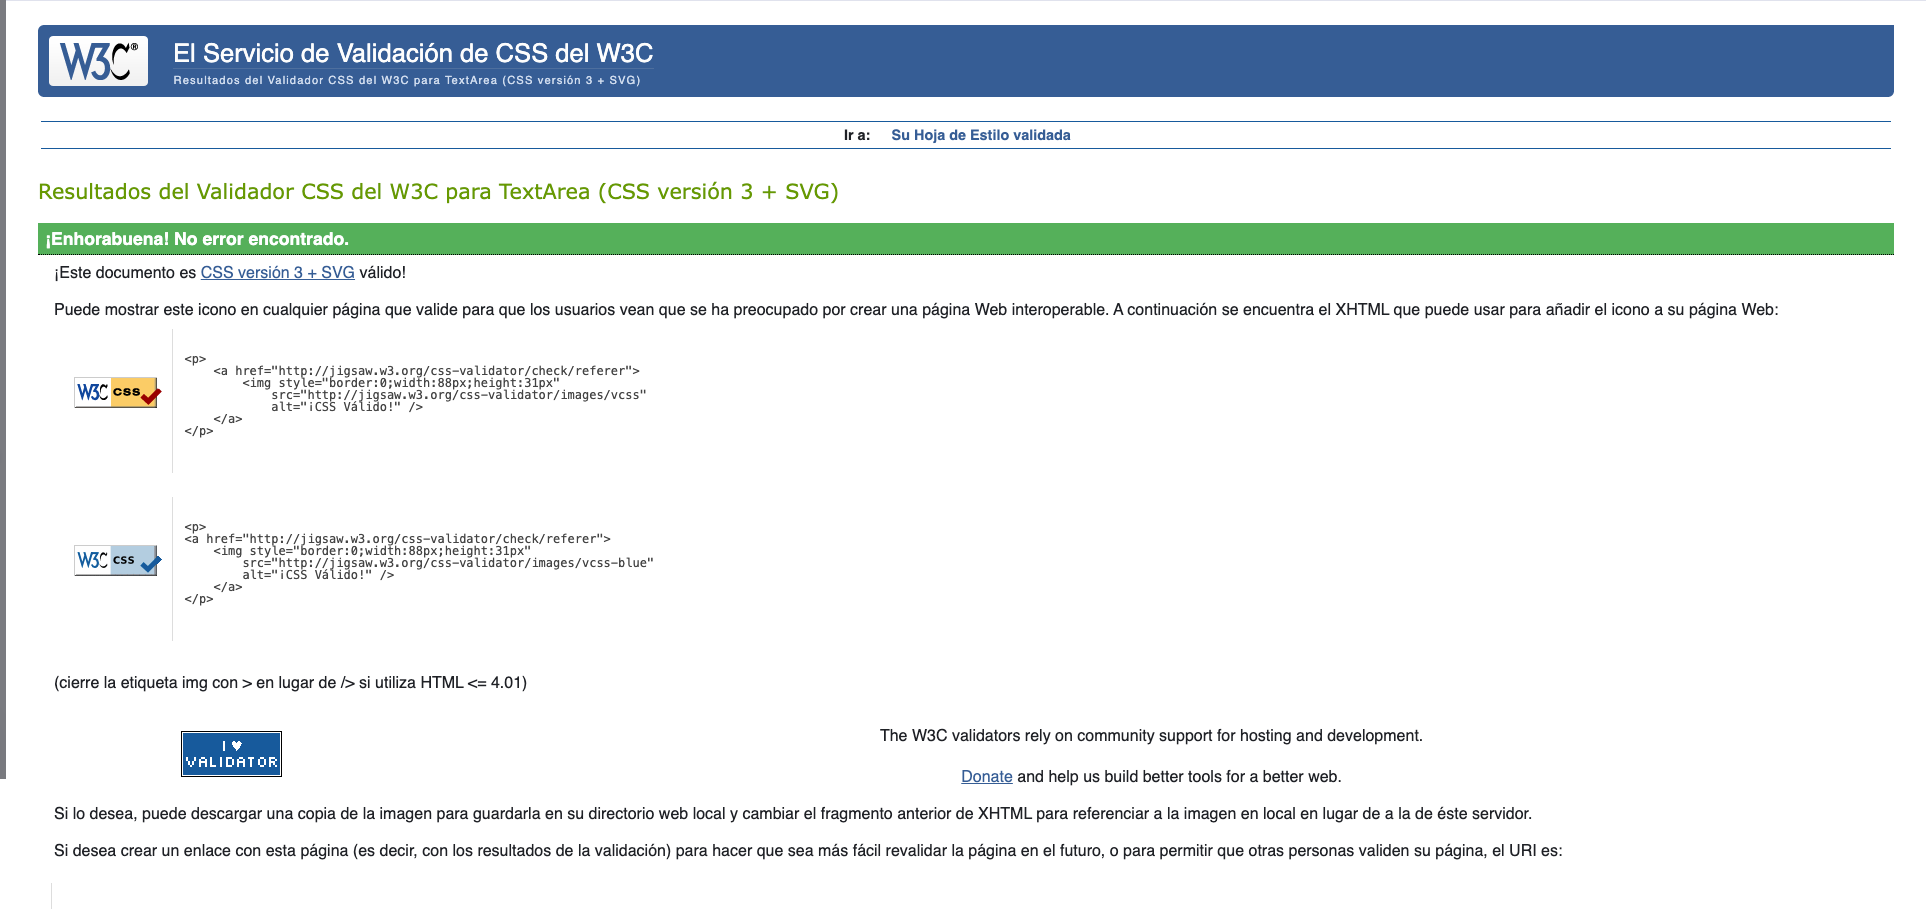 W3C®
El Servicio de Validación de CSS del W3C
Resultados del Validador CSS del W3C para TextArea (CSS versión 3 + SVG)
Ir a: Su Hoja de Estilo validada
Resultados del Validador CSS del W3C para TextArea (CSS versión 3 + SVG)
¡Enhorabuena! No error encontrado.
¡Este documento es CSS versión 3 + SVG válido!
Puede mostrar este icono en cualquier página que valide para que los usuarios vean que se ha preocupado por crear una página Web interoperable. A continuación se encuentra el XHTML que puede usar para añadir el icono a su página Web:
W3C css
<p>
    <a href="http://jigsaw.w3.org/css-validator/check/referer">
        <img style="border:0;width:88px;height:31px"
            src="http://jigsaw.w3.org/css-validator/images/vcss"
            alt="¡CSS Válido!" />
    </a>
</p>
W3C css
<p>
<a href="http://jigsaw.w3.org/css-validator/check/referer">
    <img style="border:0;width:88px;height:31px"
        src="http://jigsaw.w3.org/css-validator/images/vcss-blue"
        alt="¡CSS Válido!" />
    </a>
</p>
(cierre la etiqueta img con > en lugar de /> si utiliza HTML <= 4.01)
I ♥
VALIDATOR
The W3C validators rely on community support for hosting and development.
Donate and help us build better tools for a better web.
Si lo desea, puede descargar una copia de la imagen para guardarla en su directorio web local y cambiar el fragmento anterior de XHTML para referenciar a la imagen en local en lugar de a la de éste servidor.
Si desea crear un enlace con esta página (es decir, con los resultados de la validación) para hacer que sea más fácil revalidar la página en el futuro, o para permitir que otras personas validen su página, el URI es: